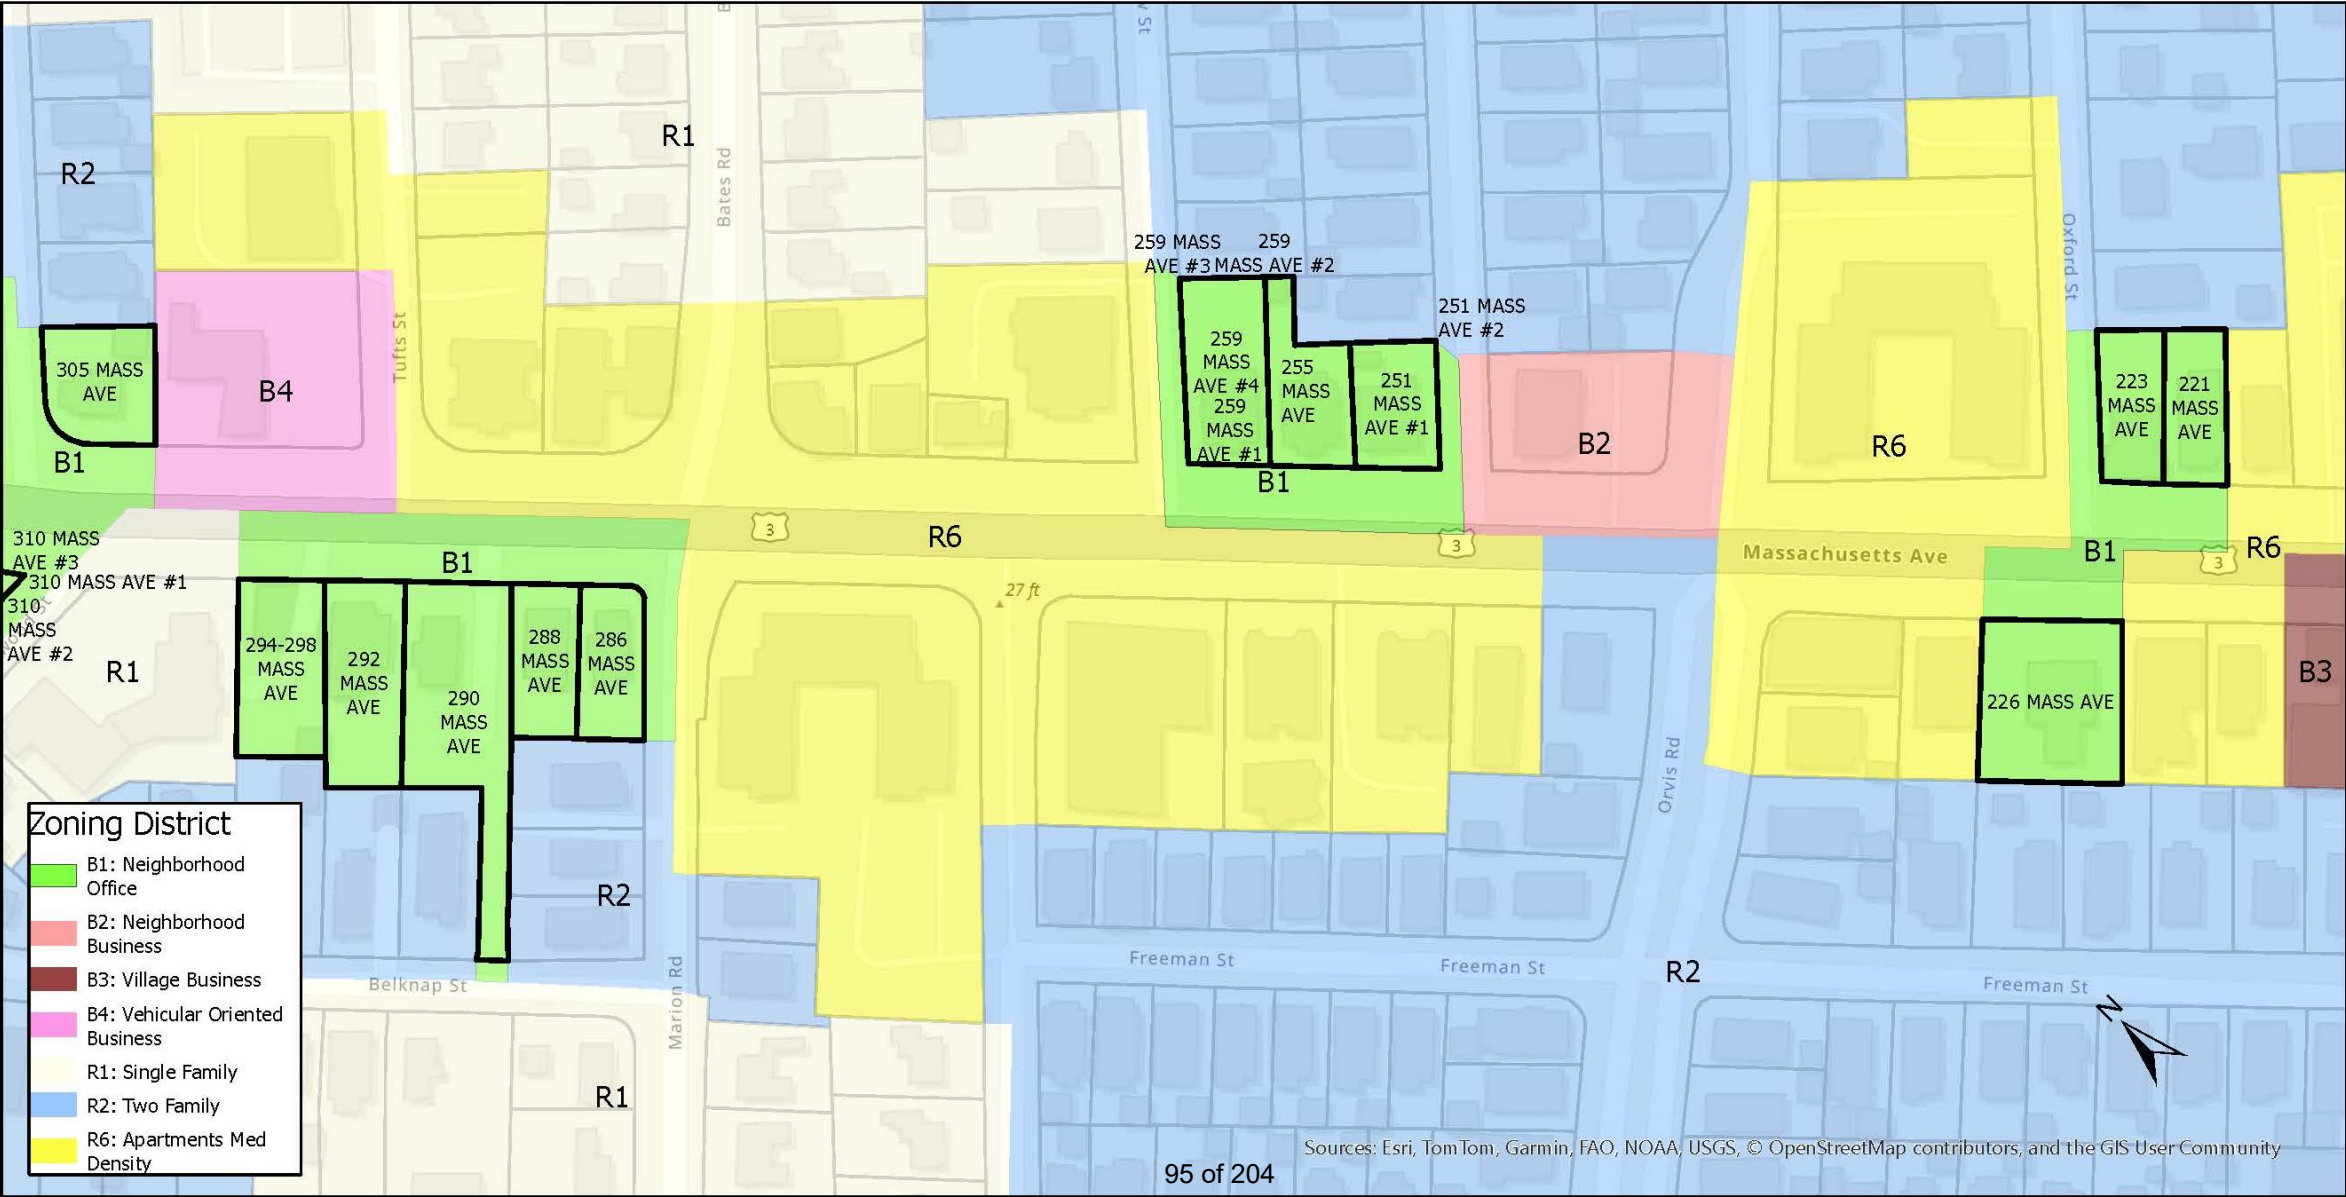 R2
R1
Bates Rd
Tufts St
Oxford St
259 MASS
AVE #3
259
MASS AVE #2
251 MASS
AVE #2
305 MASS
AVE
B4
B1
259
MASS
AVE #4
259
MASS
AVE #1
255
MASS
AVE
251
MASS
AVE #1
B1
B2
R6
223
MASS
AVE
221
MASS
AVE
3
R6
3
Massachusetts Ave
B1
3
R6
310 MASS
AVE #3
310 MASS AVE #1
310
MASS
AVE #2
B1
27 ft
R1
294-298
MASS
AVE
292
MASS
AVE
290
MASS
AVE
288
MASS
AVE
286
MASS
AVE
226 MASS AVE
B3
Orvis Rd
R2
Marion Rd
Belknap St
Freeman St
Freeman St
R2
Freeman St
N
R1
Zoning District
B1: Neighborhood
Office
B2: Neighborhood
Business
B3: Village Business
B4: Vehicular Oriented
Business
R1: Single Family
R2: Two Family
R6: Apartments Med
Density
Sources: Esri, TomTom, Garmin, FAO, NOAA, USGS, © OpenStreetMap contributors, and the GIS User Community
95 of 204